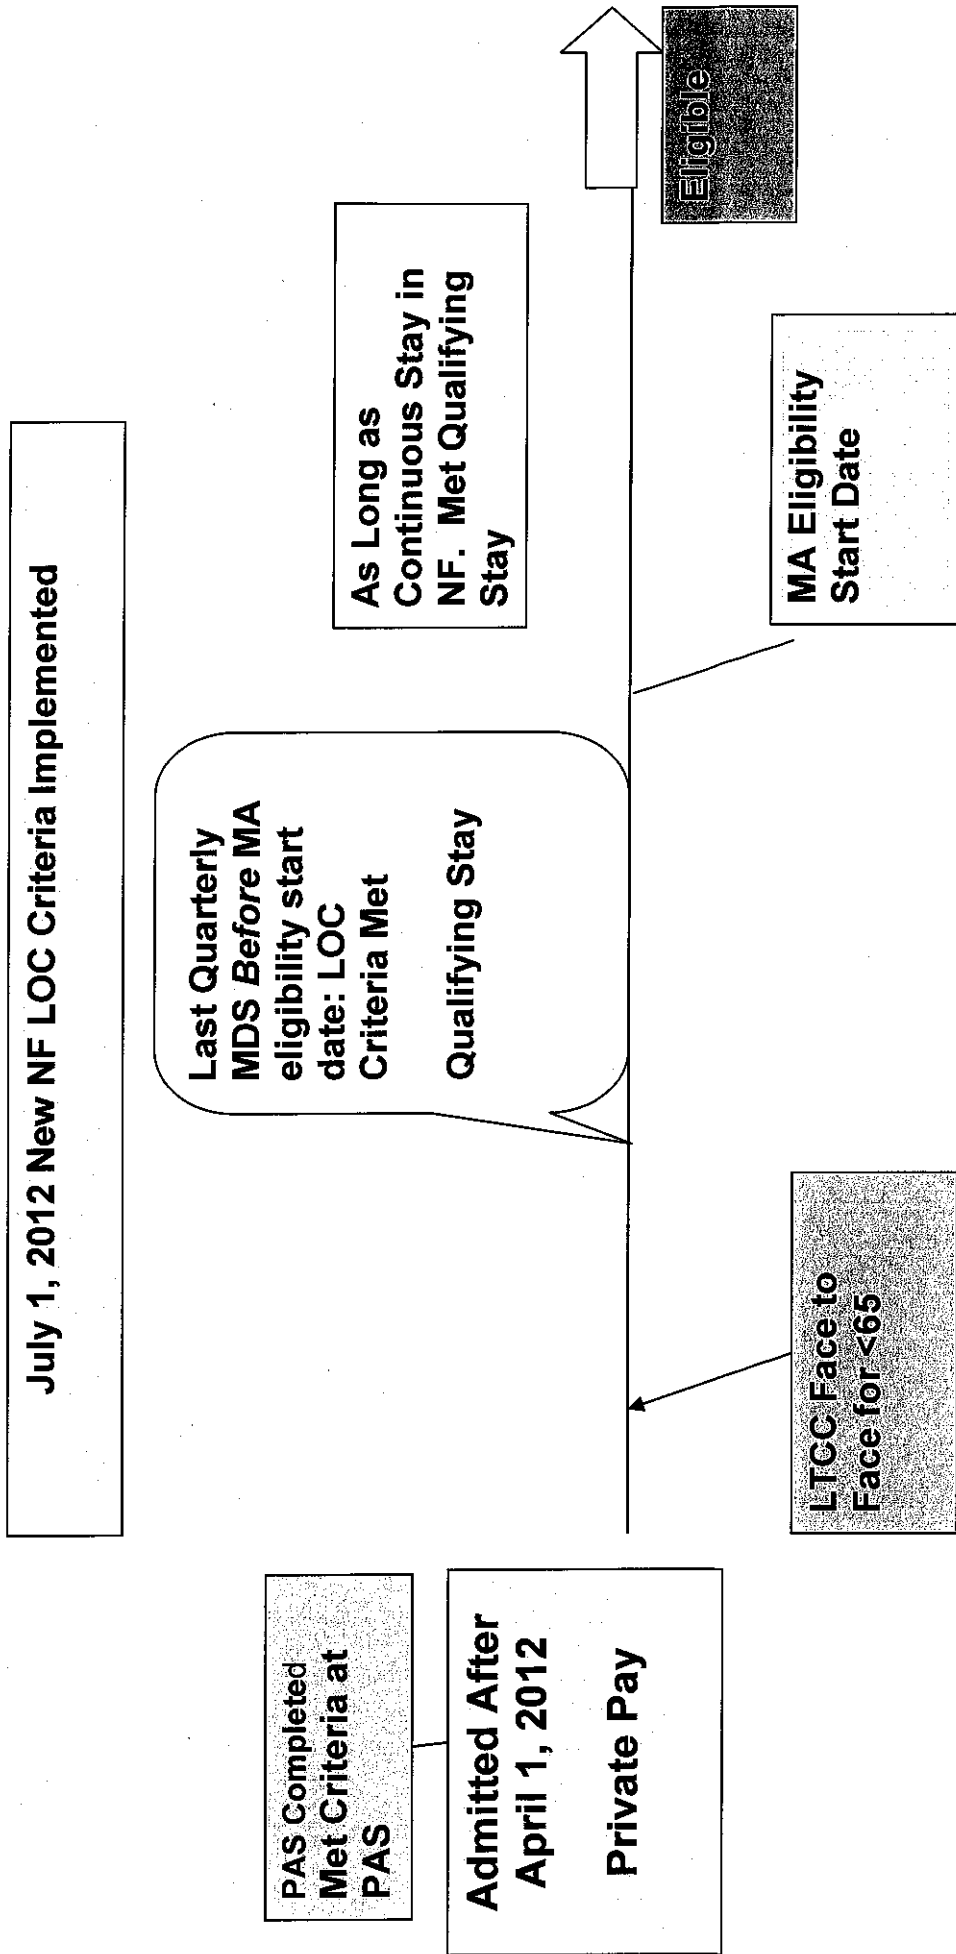 July 1, 2012 New NF LOC Criteria Implemented
PAS Completed
Met Criteria at
PAS
Admitted After
April 1, 2012
Private Pay
LTCC Face to
Face for <65
Last Quarterly
MDS Before MA
eligibility start
date: LOC
Criteria Met
Qualifying Stay
As Long as
Continuous Stay in
NF. Met Qualifying
Stay
MA Eligibility
Start Date
Eligible